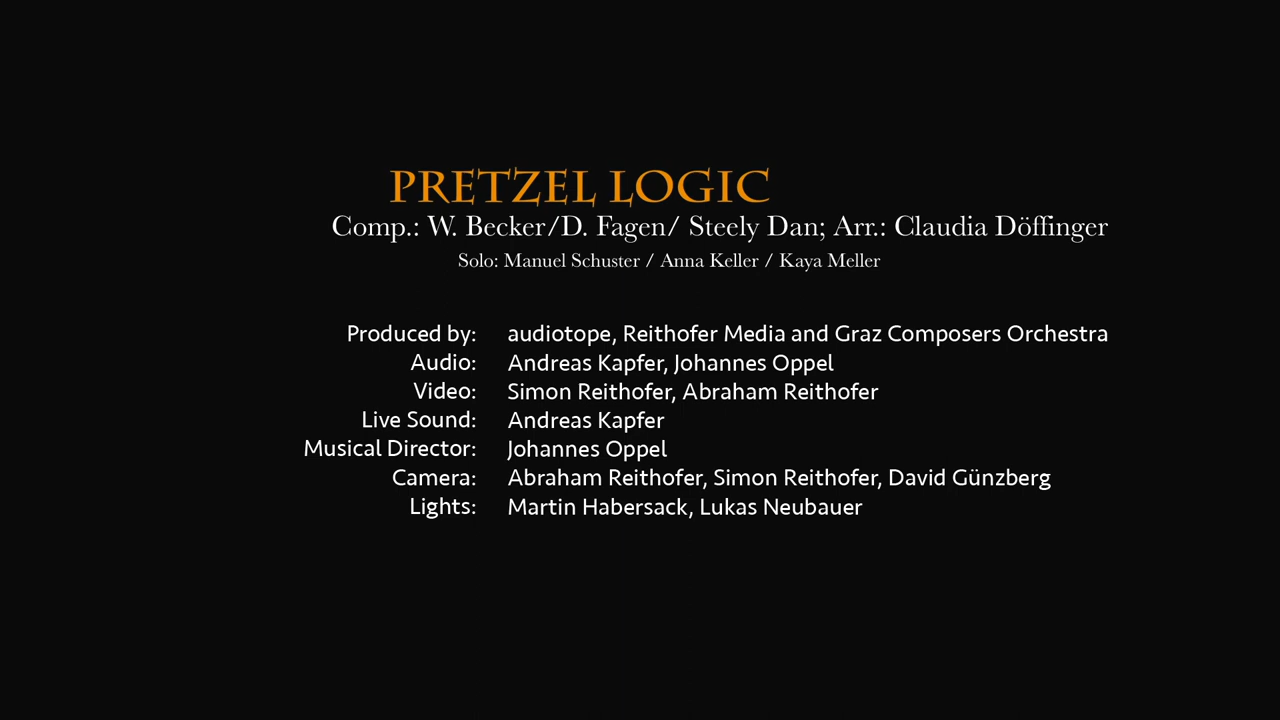 PRETZEL LOGIC
Comp.: W. Becker/D. Fagen/ Steely Dan; Arr.: Claudia Döffinger
Solo: Manuel Schuster / Anna Keller / Kaya Meller
Produced by: audiotope, Reithofer Media and Graz Composers Orchestra
Audio: Andreas Kapfer, Johannes Oppel
Video: Simon Reithofer, Abraham Reithofer
Live Sound: Andreas Kapfer
Musical Director: Johannes Oppel
Camera: Abraham Reithofer, Simon Reithofer, David Günzberg
Lights: Martin Habersack, Lukas Neubauer